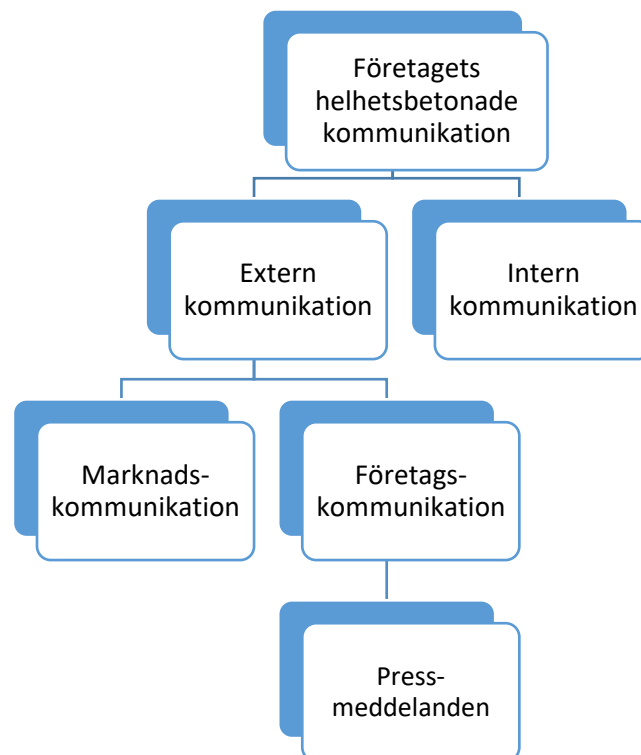 Företagets
helhetsbetonade
kommunikation
Extern
kommunikation
Intern
kommunikation
Marknads-
kommunikation
Företags-
kommunikation
Press-
meddelanden